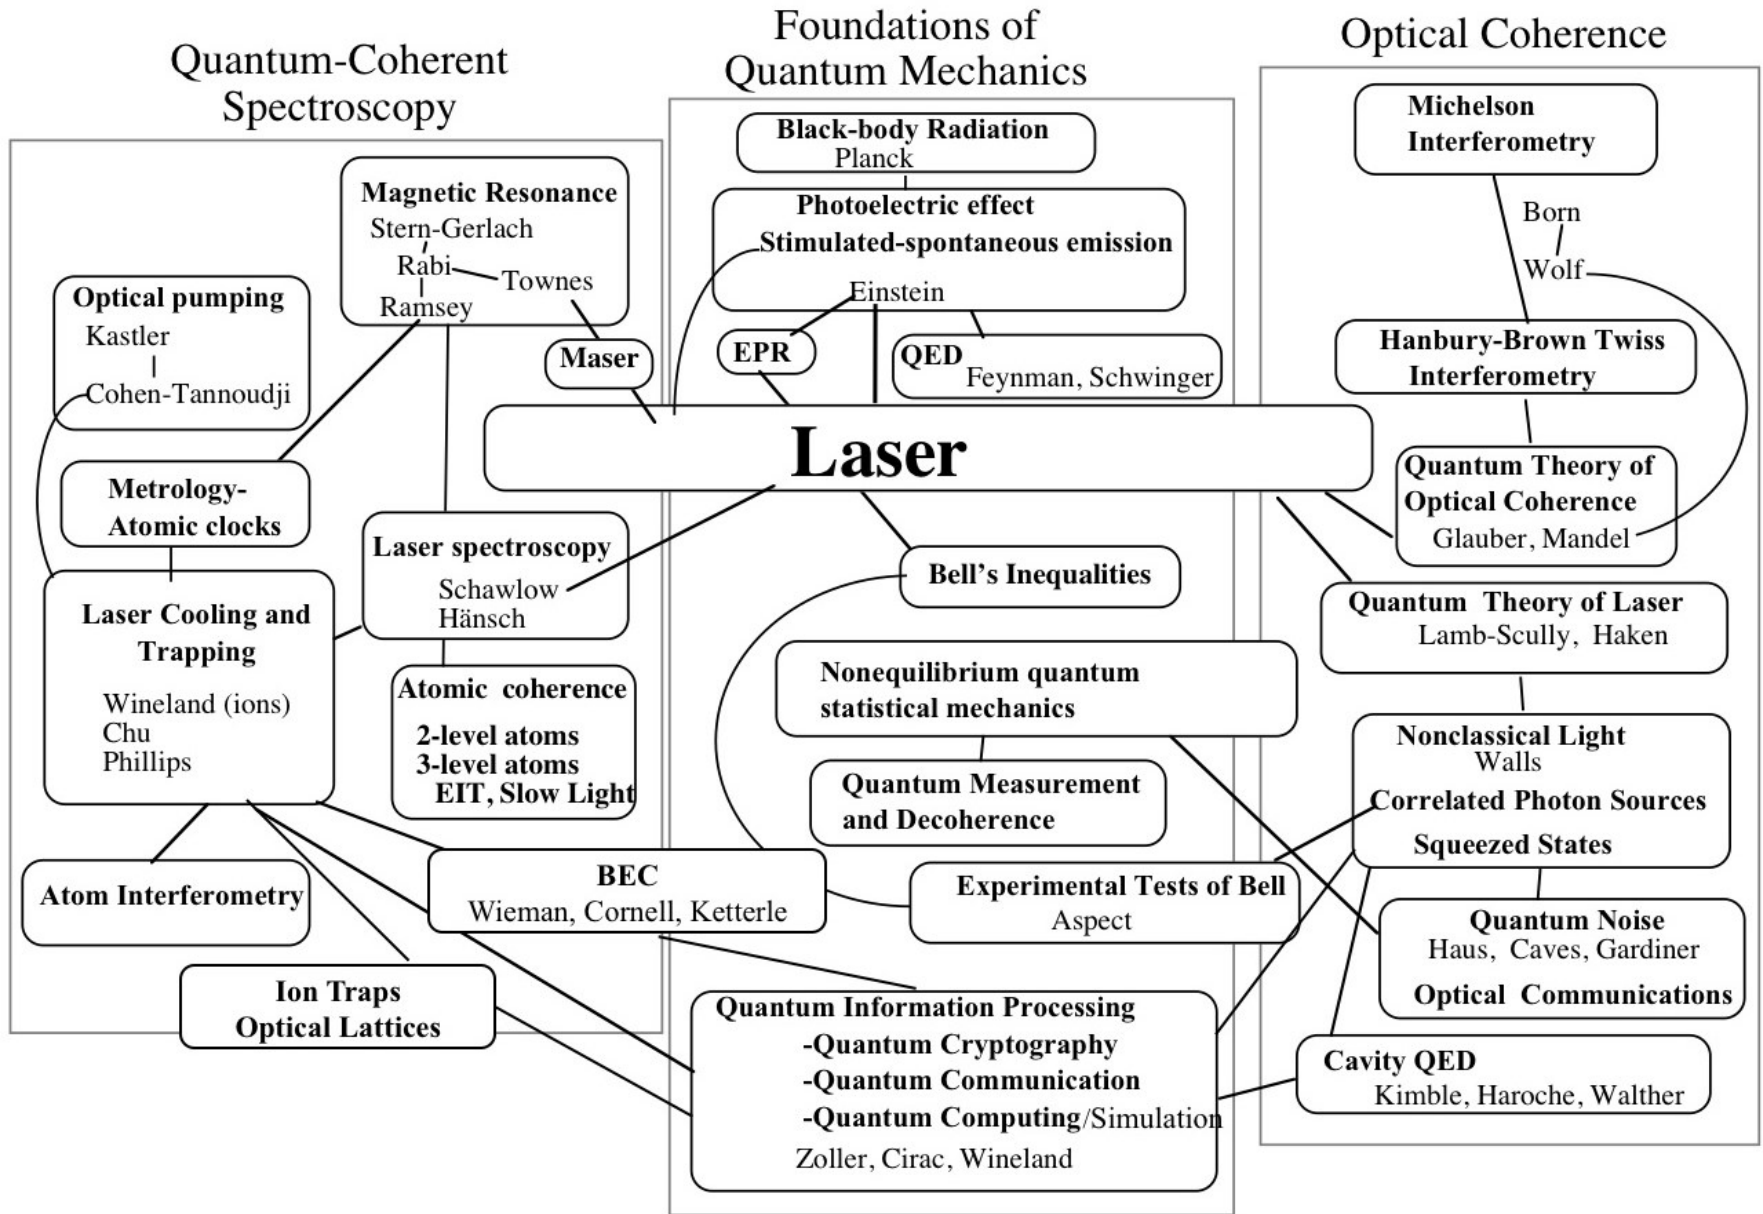 Quantum-Coherent
Spectroscopy
Magnetic Resonance
Stern-Gerlach
Rabi
Townes
Ramsey
Optical pumping
Kastler
Cohen-Tannoudji
Maser
Metrology-
Atomic clocks
Laser spectroscopy
Schawlow
Hänsch
Laser Cooling and
Trapping
Wineland (ions)
Chu
Phillips
Atomic coherence
2-level atoms
3-level atoms
EIT, Slow Light
Atom Interferometry
BEC
Wieman, Cornell, Ketterle
Ion Traps
Optical Lattices
Foundations of
Quantum Mechanics
Black-body Radiation
Planck
Photoelectric effect
Stimulated-spontaneous emission
Einstein
EPR
QED
Feynman, Schwinger
Laser
Bell's Inequalities
Nonequilibrium quantum
statistical mechanics
Quantum Measurement
and Decoherence
Experimental Tests of Bell
Aspect
Quantum Information Processing
-Quantum Cryptography
-Quantum Communication
-Quantum Computing/Simulation
Zoller, Cirac, Wineland
Optical Coherence
Michelson
Interferometry
Born
Wolf
Hanbury-Brown Twiss
Interferometry
Quantum Theory of
Optical Coherence
Glauber, Mandel
Quantum Theory of Laser
Lamb-Scully, Haken
Nonclassical Light
Walls
Correlated Photon Sources
Squeezed States
Quantum Noise
Haus, Caves, Gardiner
Optical Communications
Cavity QED
Kimble, Haroche, Walther